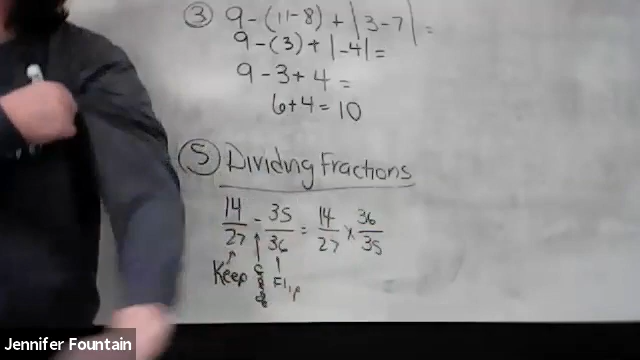 ③ 9-(11-8)+|3-7|=
9-(3)+|-4|=
9-3+4=
6+4=10
⑤ Dividing Fractions
14/27 ÷ 35/36 = 14/27 × 36/35
Keep Flip
Jennifer Fountain